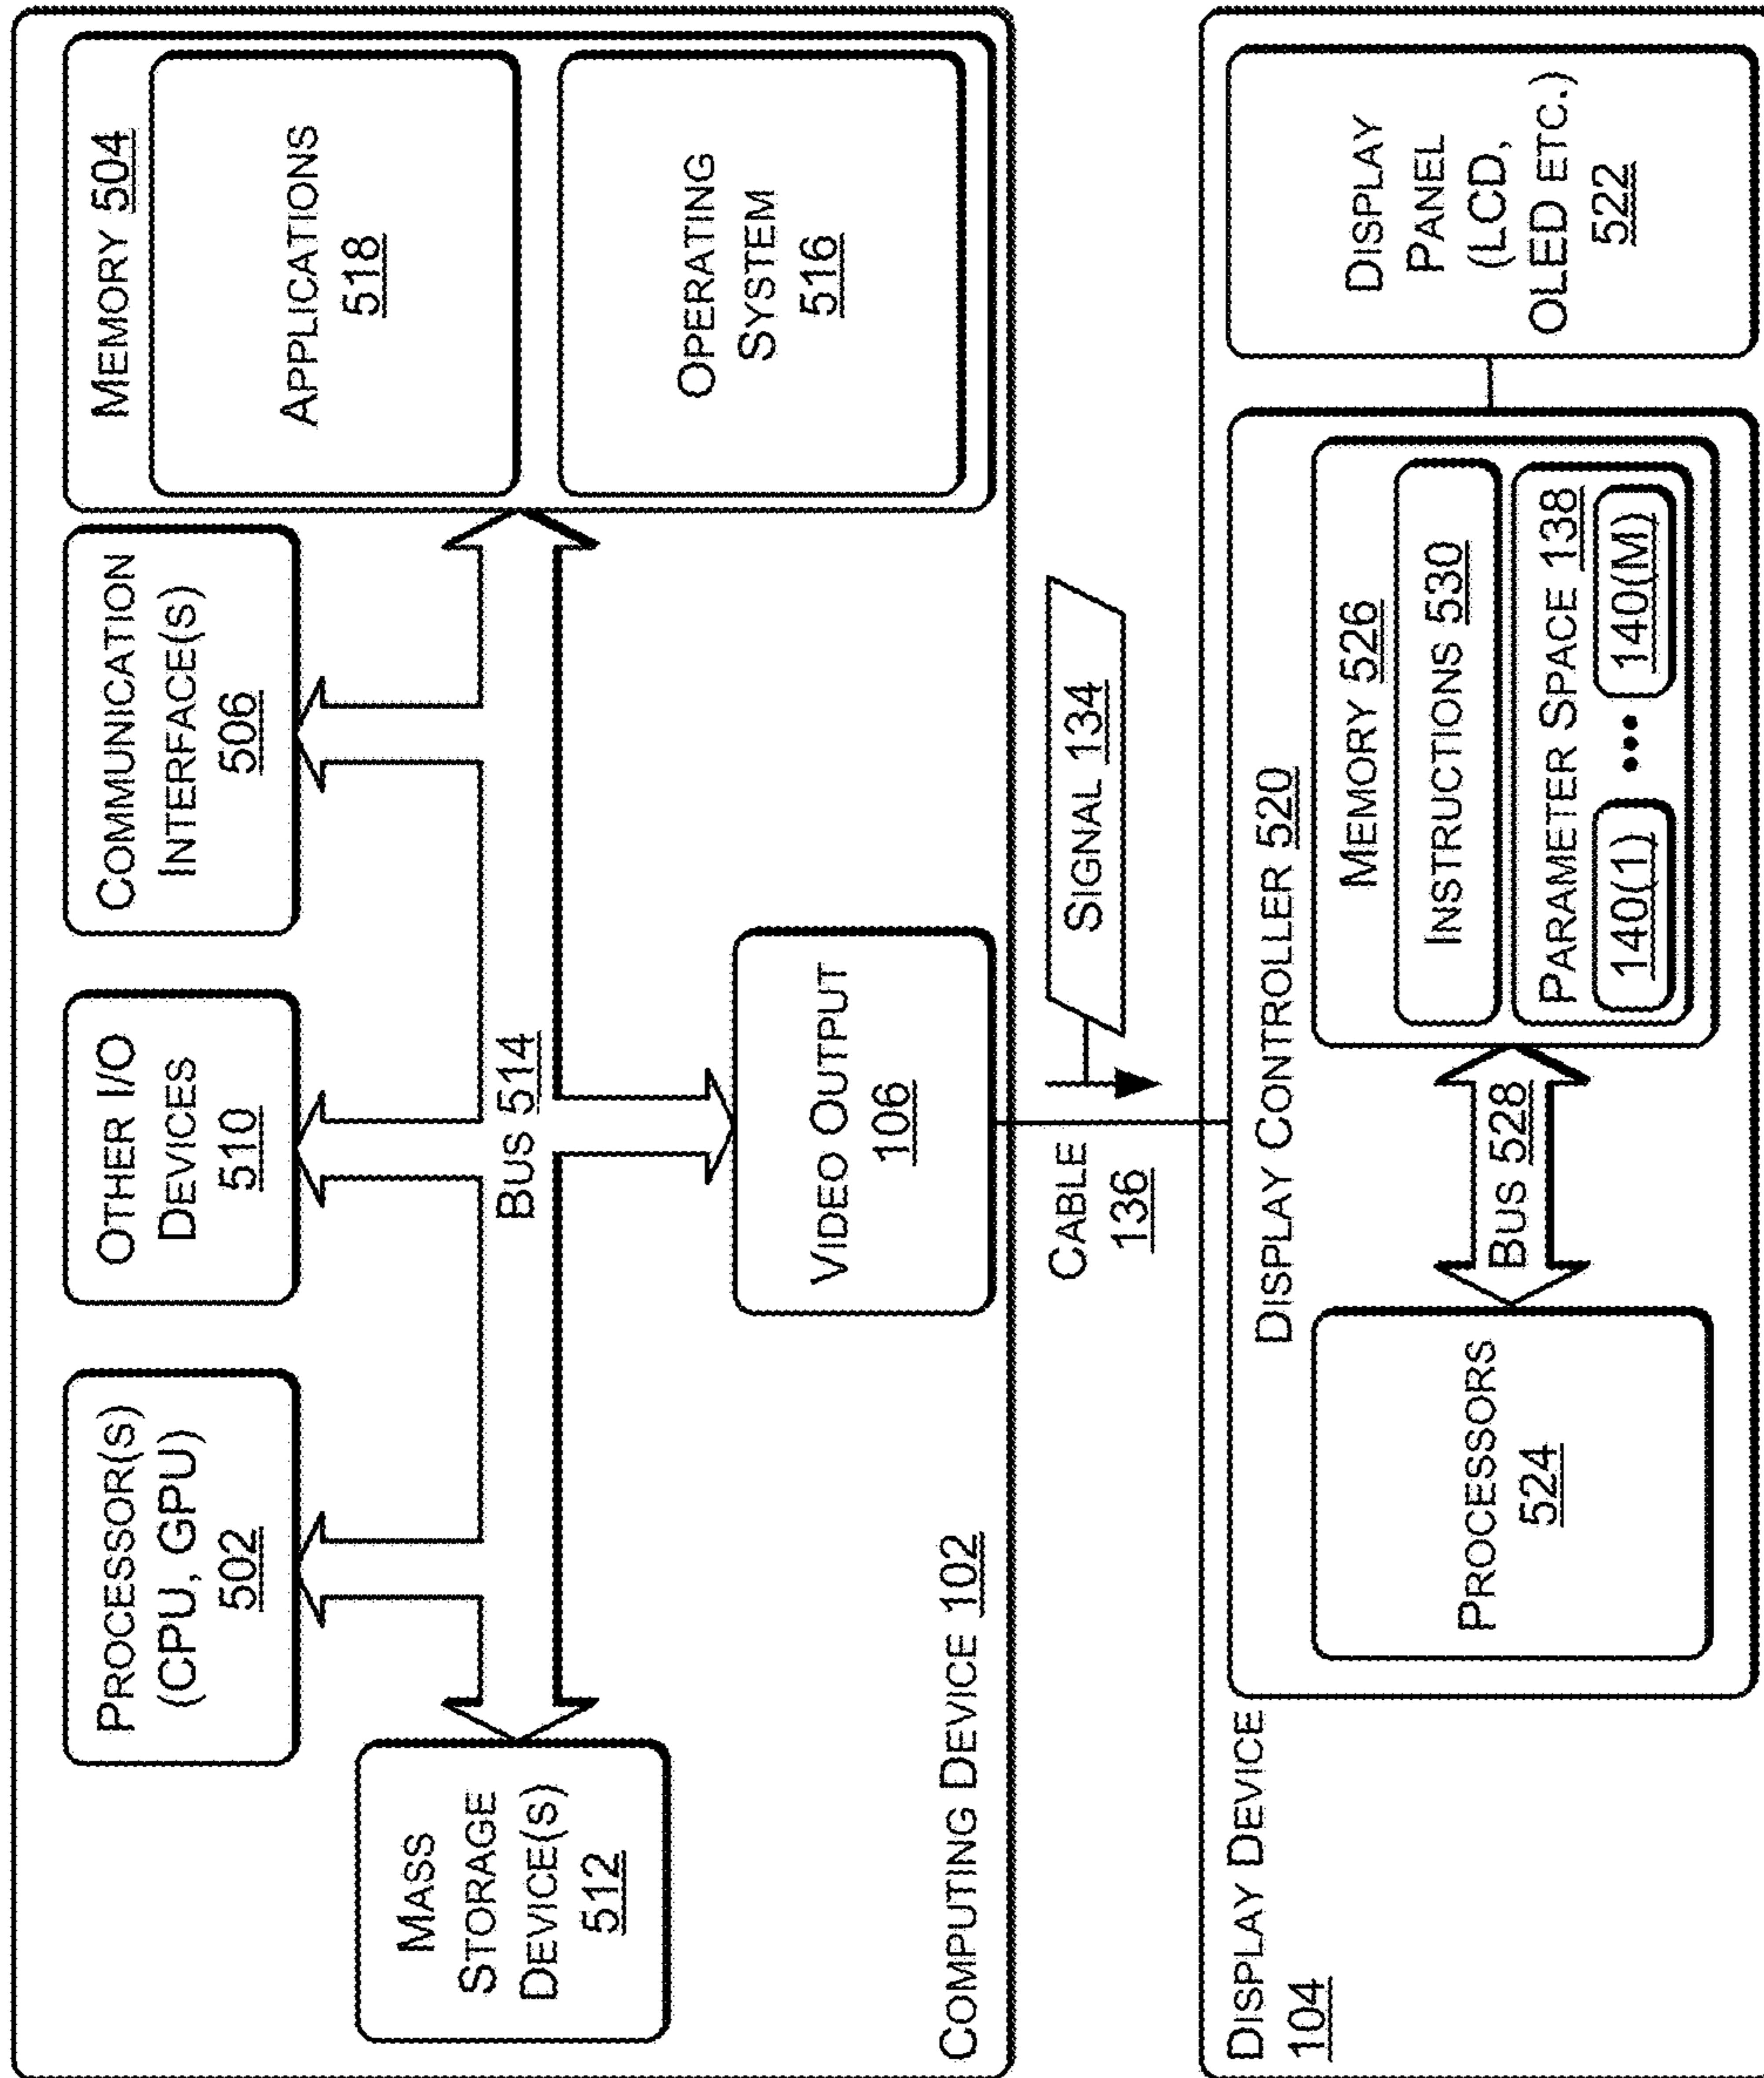 PROCESSOR(S)
(CPU, GPU)
502
OTHER I/O
DEVICES
510
COMMUNICATION
INTERFACE(S)
506
MEMORY 504
APPLICATIONS
518
OPERATING
SYSTEM
516
MASS
STORAGE
DEVICE(S)
512
BUS 514
VIDEO OUTPUT
106
COMPUTING DEVICE 102
CABLE
136
SIGNAL 134
DISPLAY DEVICE
104
DISPLAY CONTROLLER 520
PROCESSORS
524
BUS 528
MEMORY 526
INSTRUCTIONS 530
PARAMETER SPACE 138
140(1) ••• 140(M)
DISPLAY
PANEL
(LCD,
OLED ETC.)
522